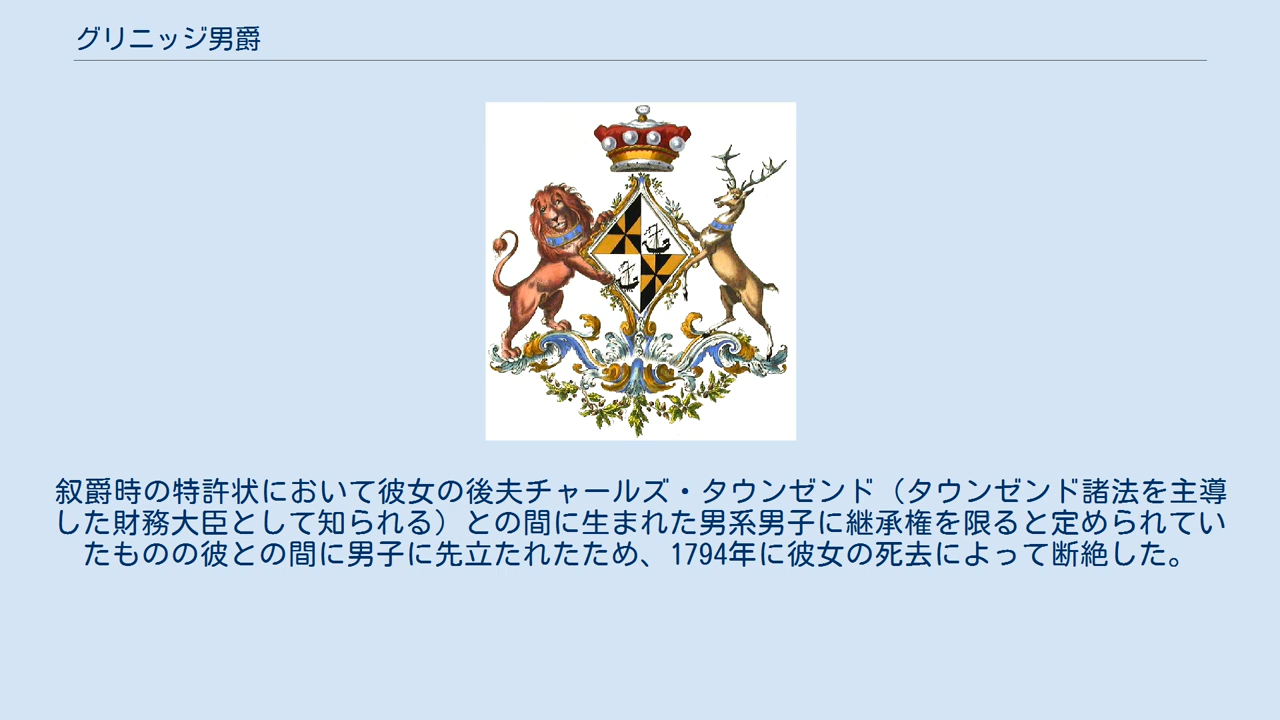 グリニッジ男爵
叙爵時の特許状において彼女の後夫チャールズ・タウンゼンド（タウンゼンド諸法を主導
した財務大臣として知られる）との間に生まれた男系男子に継承権を限ると定められてい
たものの彼との間に男子に先立たれたため、1794年に彼女の死去によって断絶した。